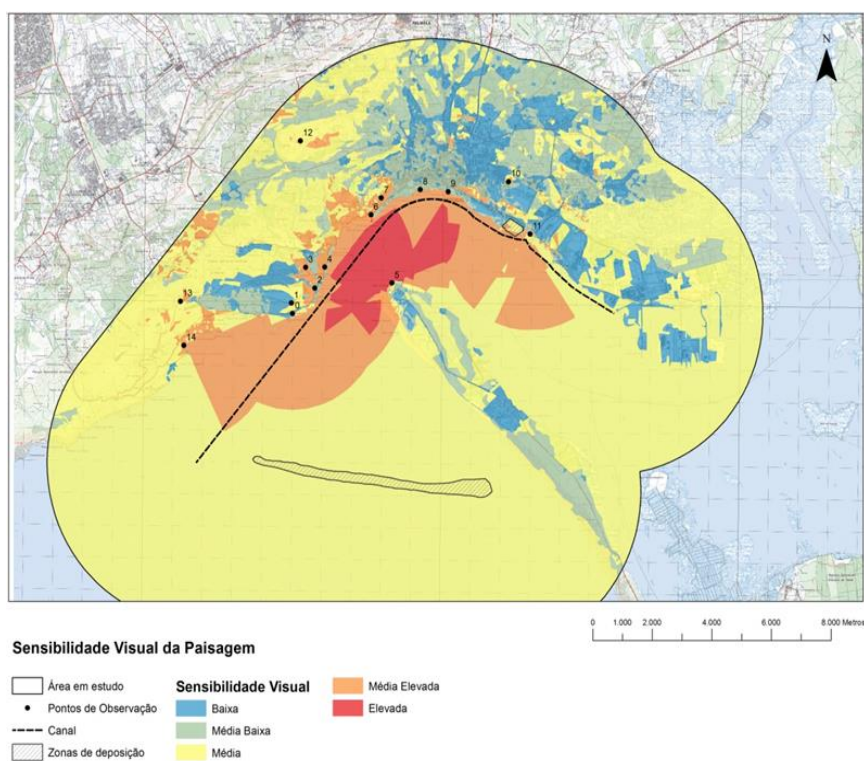 PALMELA
N
12
7
8
9
10
6
11
3
4
5
2
13
1
0
14
0 1.000 2.000 4.000 6.000 8.000 Metros
Sensibilidade Visual da Paisagem
Área em estudo
Pontos de Observação
Canal
Zonas de deposição
Sensibilidade Visual
Baixa
Média Baixa
Média
Média Elevada
Elevada